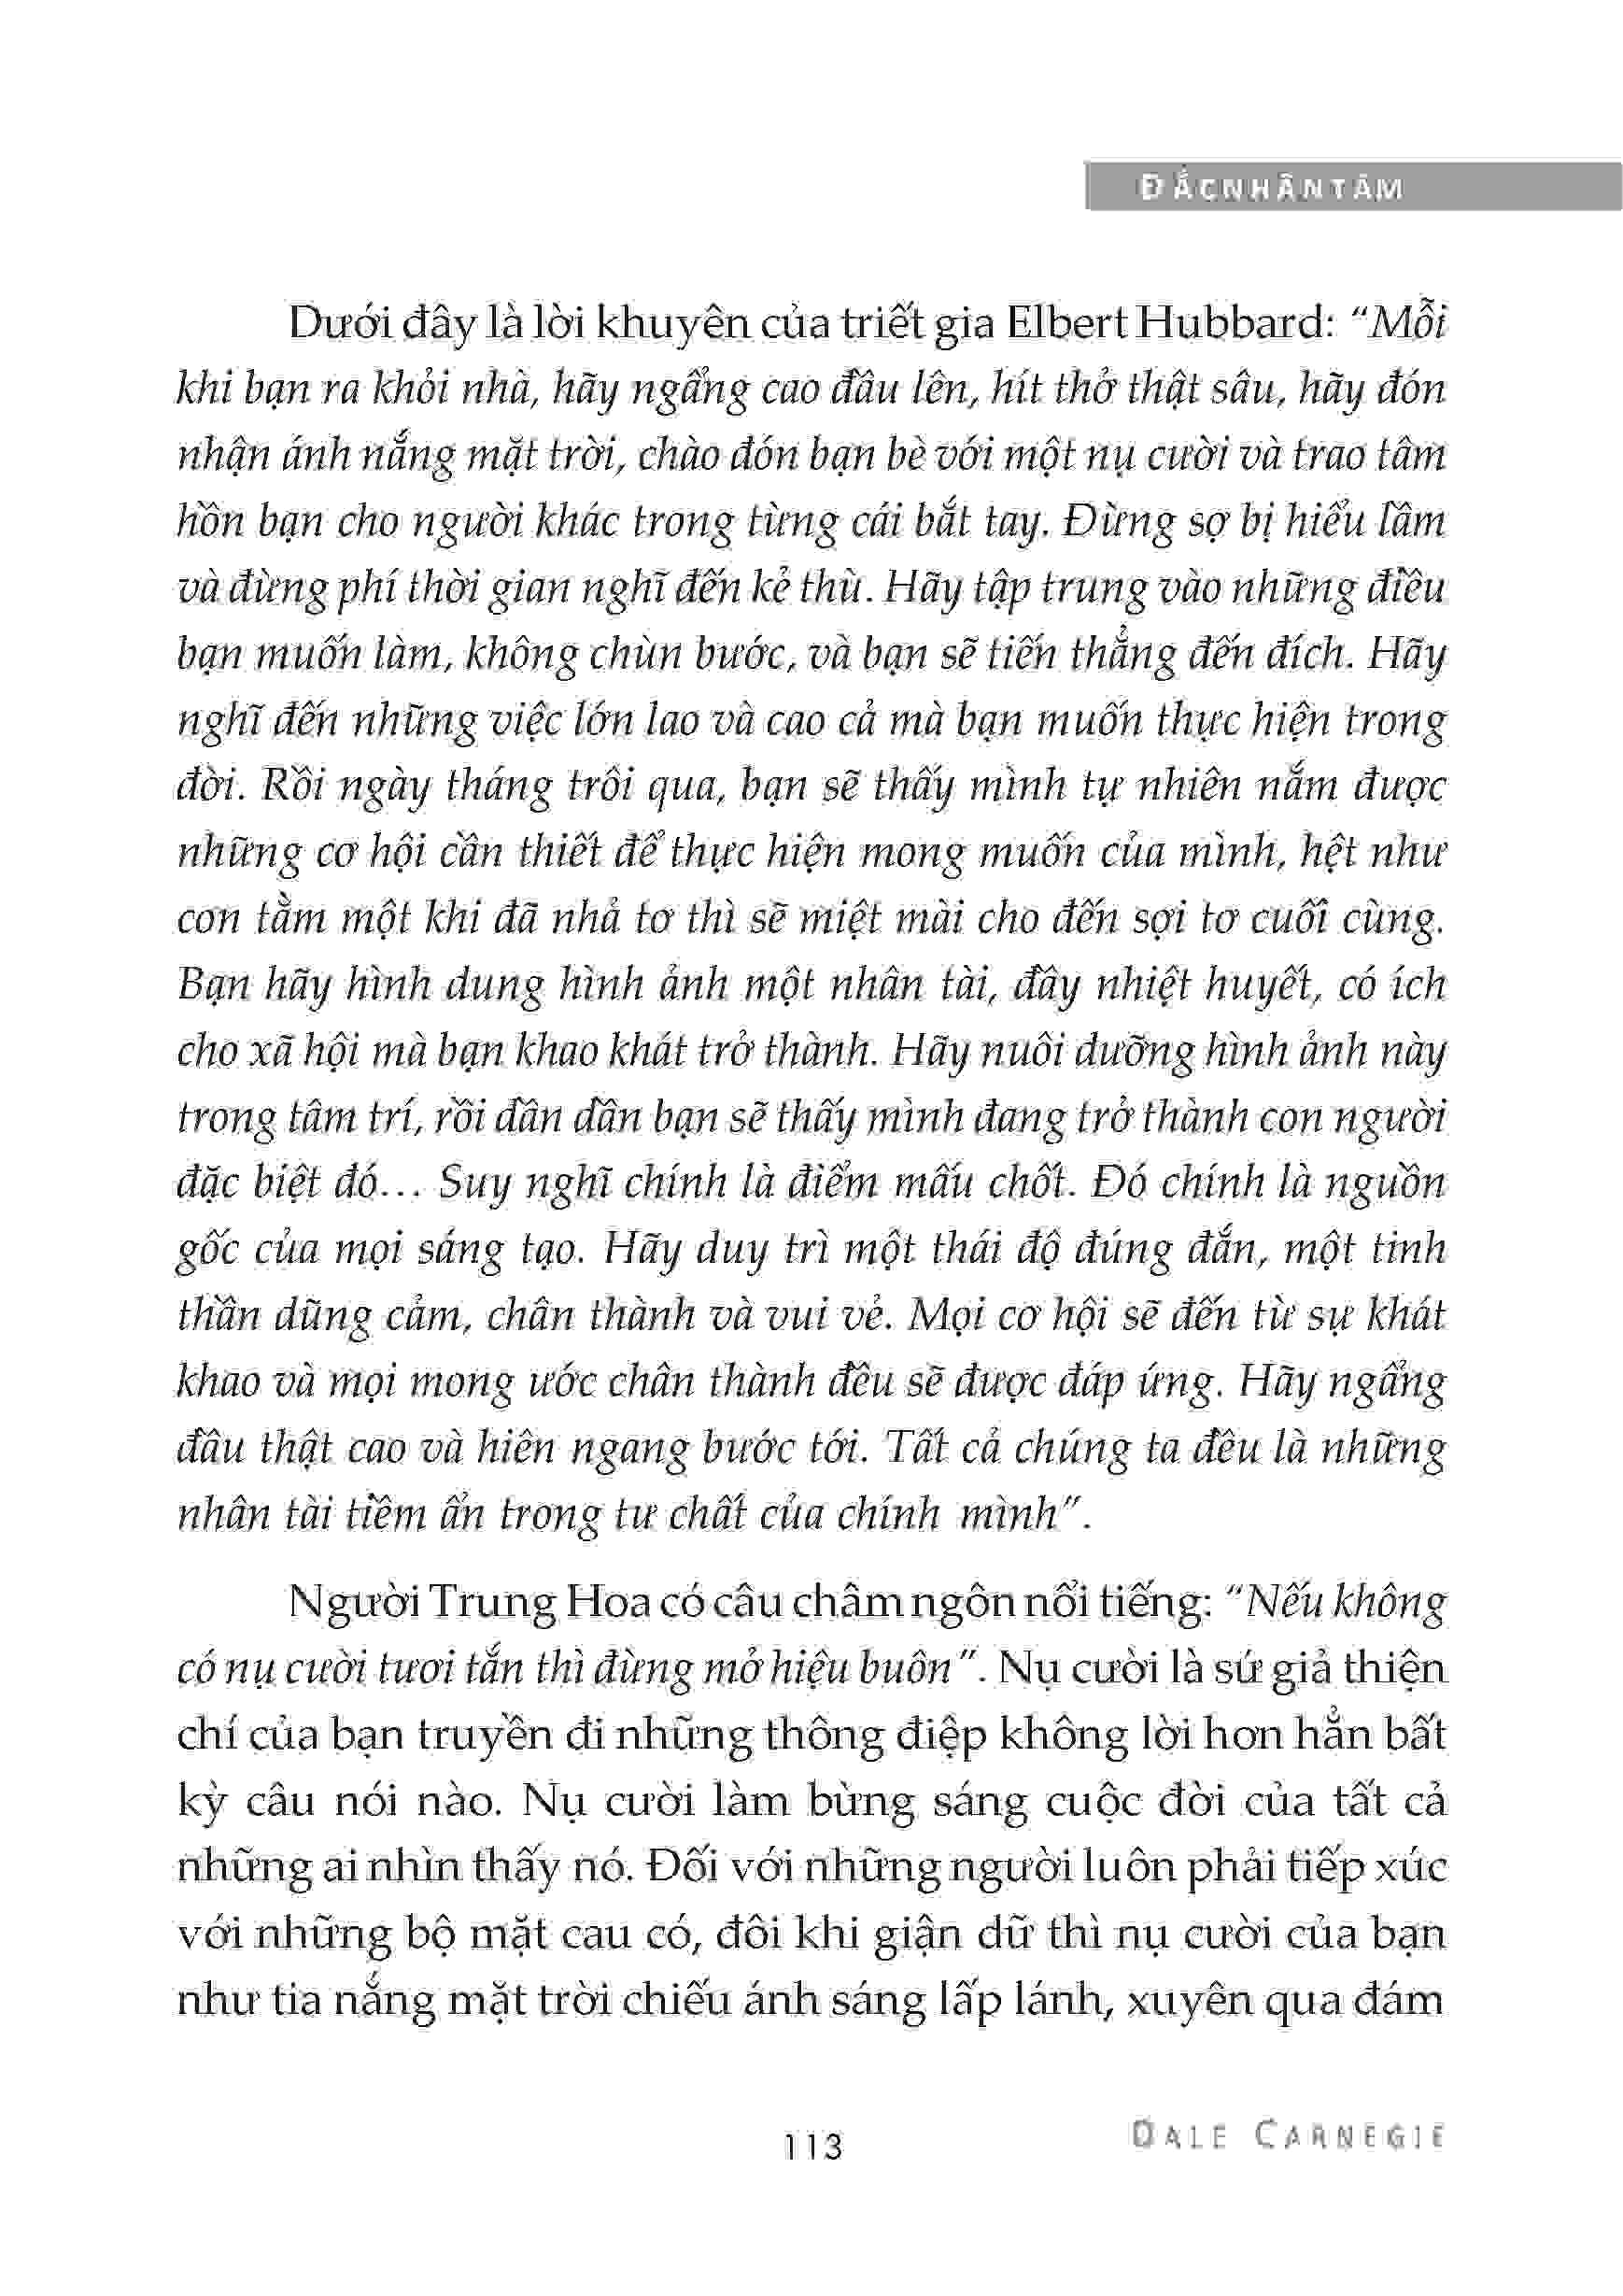 ĐẮCNHÂNTÂM
Dưới đây là lời khuyên của triết gia Elbert Hubbard: “Mỗi
khi bạn ra khỏi nhà, hãy ngẩng cao đầu lên, hít thở thật sâu, hãy đón
nhận ánh nắng mặt trời, chào đón bạn bè với một nụ cười và trao tâm
hồn bạn cho người khác trong từng cái bắt tay. Đừng sợ bị hiểu lầm
và đừng phí thời gian nghĩ đến kẻ thù. Hãy tập trung vào những điều
bạn muốn làm, không chùn bước, và bạn sẽ tiến thẳng đến đích. Hãy
nghĩ đến những việc lớn lao và cao cả mà bạn muốn thực hiện trong
đời. Rồi ngày tháng trôi qua, bạn sẽ thấy mình tự nhiên nắm được
những cơ hội cần thiết để thực hiện mong muốn của mình, hệt như
con tằm một khi đã nhả tơ thì sẽ miệt mài cho đến sợi tơ cuối cùng.
Bạn hãy hình dung hình ảnh một nhân tài, đầy nhiệt huyết, có ích
cho xã hội mà bạn khao khát trở thành. Hãy nuôi dưỡng hình ảnh này
trong tâm trí, rồi dần dần bạn sẽ thấy mình đang trở thành con người
đặc biệt đó… Suy nghĩ chính là điểm mấu chốt. Đó chính là nguồn
gốc của mọi sáng tạo. Hãy duy trì một thái độ đúng đắn, một tinh
thần dũng cảm, chân thành và vui vẻ. Mọi cơ hội sẽ đến từ sự khát
khao và mọi mong ước chân thành đều sẽ được đáp ứng. Hãy ngẩng
đầu thật cao và hiên ngang bước tới. Tất cả chúng ta đều là những
nhân tài tiềm ẩn trong tư chất của chính mình”.
Người Trung Hoa có câu châm ngôn nổi tiếng: “Nếu không
có nụ cười tươi tắn thì đừng mở hiệu buôn”. Nụ cười là sứ giả thiện
chí của bạn truyền đi những thông điệp không lời hơn hẳn bất
kỳ câu nói nào. Nụ cười làm bừng sáng cuộc đời của tất cả
những ai nhìn thấy nó. Đối với những người luôn phải tiếp xúc
với những bộ mặt cau có, đôi khi giận dữ thì nụ cười của bạn
như tia nắng mặt trời chiếu ánh sáng lấp lánh, xuyên qua đám
113
DALE CARNEGIE